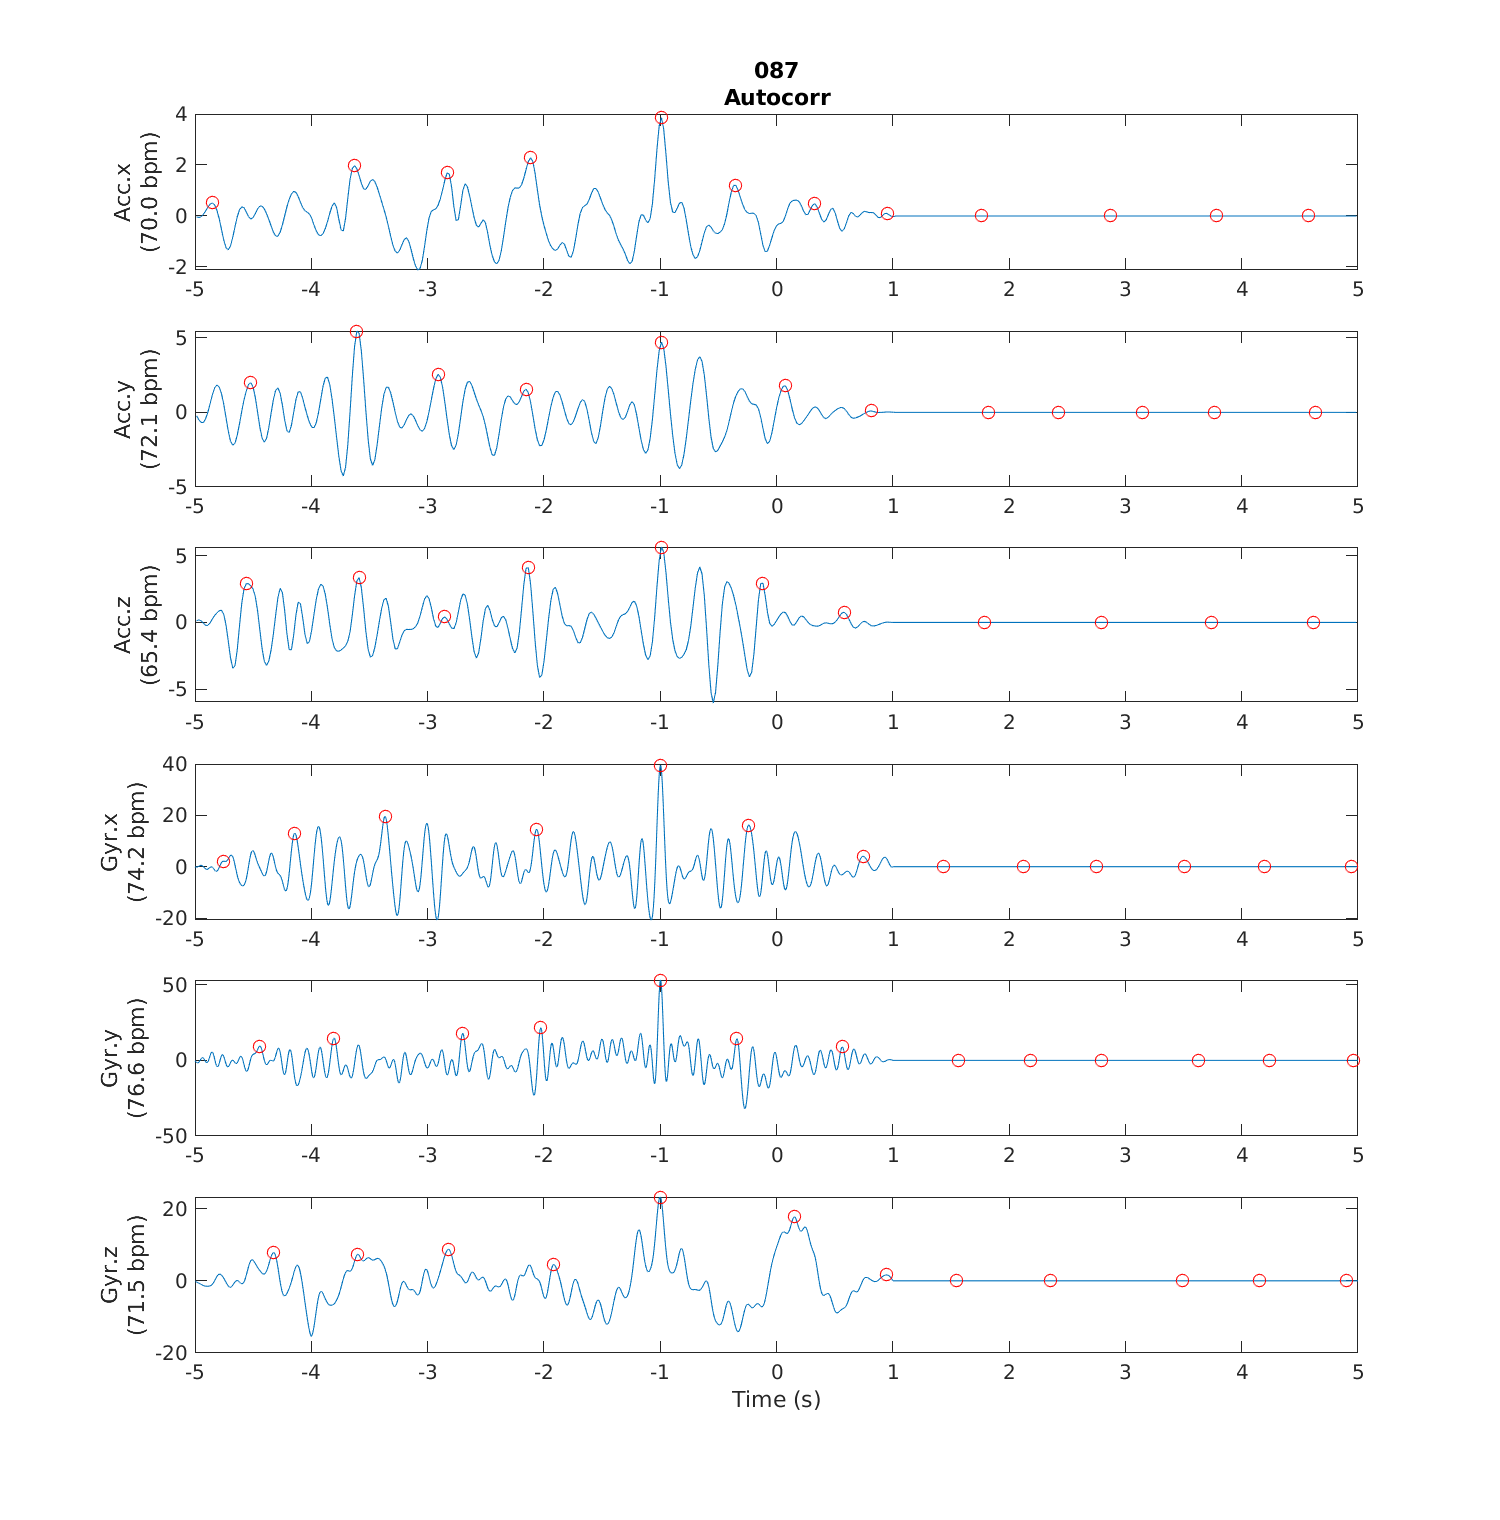 087
Autocorr
Acc.x
(70.0 bpm)
4
2
0
-2
-5 -4 -3 -2 -1 0 1 2 3 4 5
Acc.y
(72.1 bpm)
5
0
-5
-5 -4 -3 -2 -1 0 1 2 3 4 5
Acc.z
(65.4 bpm)
5
0
-5
-5 -4 -3 -2 -1 0 1 2 3 4 5
Gyr.x
(74.2 bpm)
40
20
0
-20
-5 -4 -3 -2 -1 0 1 2 3 4 5
Gyr.y
(76.6 bpm)
50
0
-50
-5 -4 -3 -2 -1 0 1 2 3 4 5
Gyr.z
(71.5 bpm)
20
0
-20
-5 -4 -3 -2 -1 0 1 2 3 4 5
Time (s)